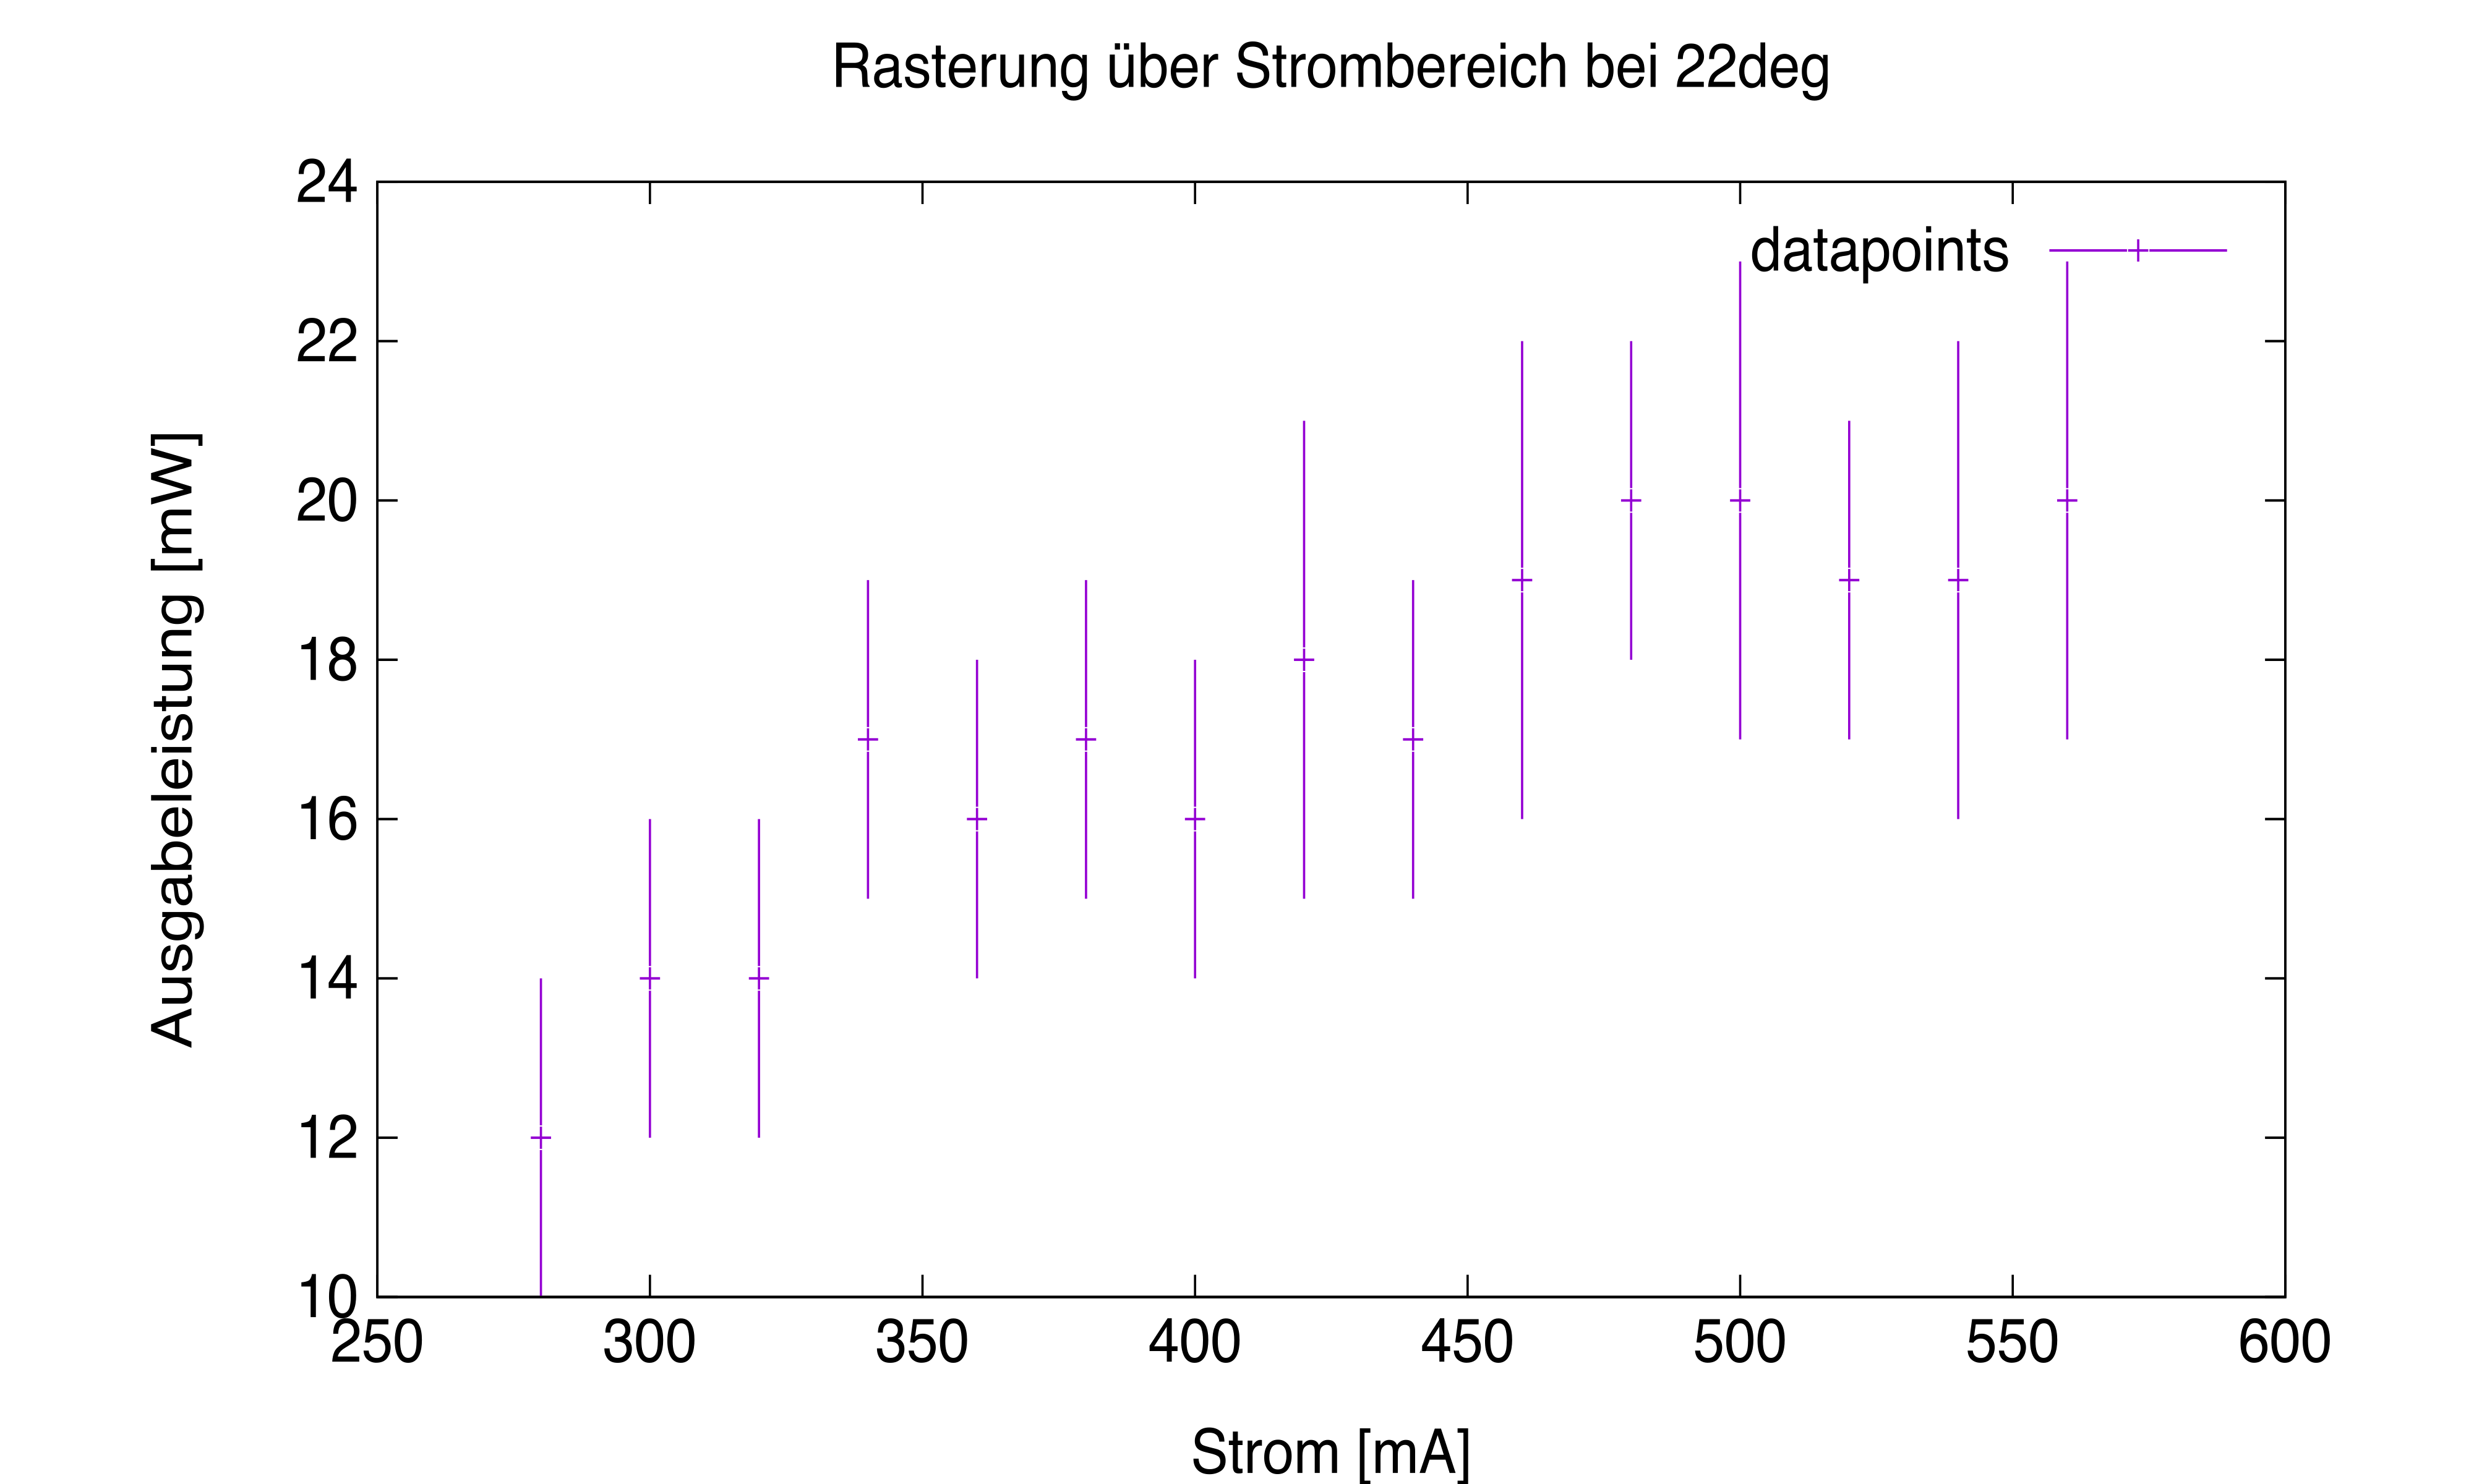 Rasterung über Strombereich bei 22deg
datapoints
Ausgabeleistung [mW]
24
22
20
18
16
14
12
10
250 300 350 400 450 500 550 600
Strom [mA]